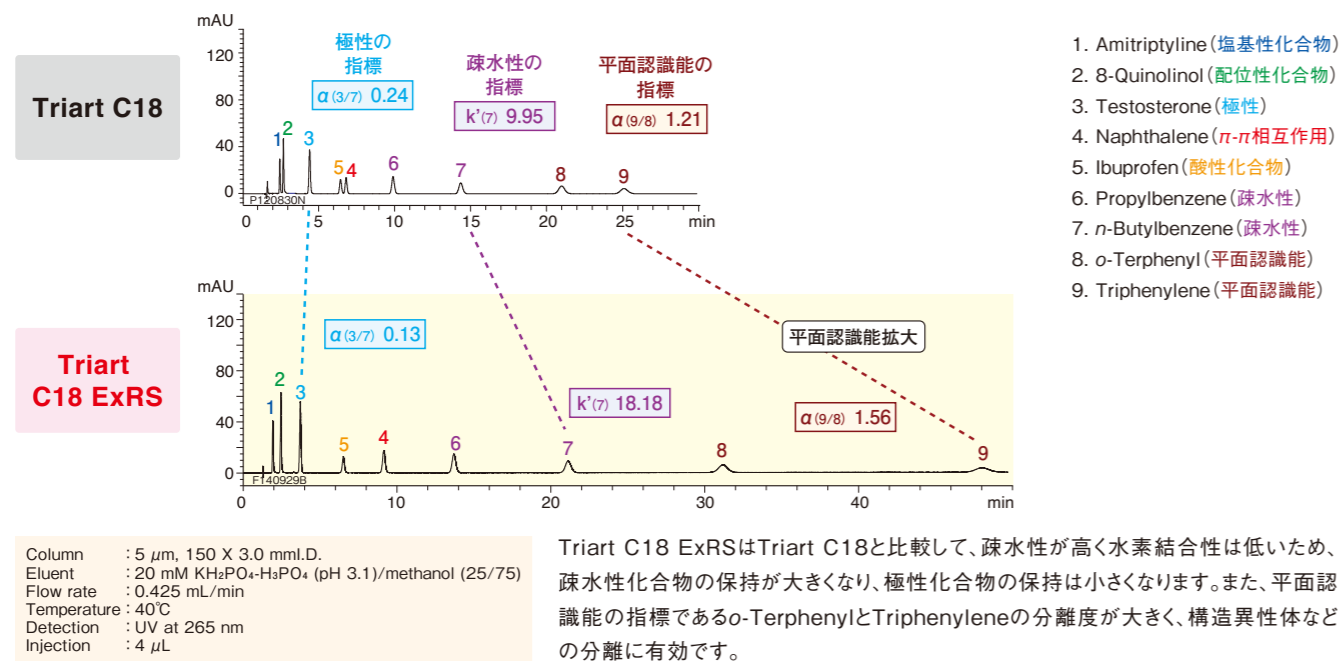 mAU
120
80
40
0
Triart C18
極性の
指標
α(3/7) 0.24
疎水性の
指標
k'(7) 9.95
平面認識能の
指標
α(9/8) 1.21
1
2
3
5
4
6
7
8
9
P120830N
0
5
10
15
20
25
min
1. Amitriptyline(塩基性化合物)
2. 8-Quinolinol(配位性化合物)
3. Testosterone(極性)
4. Naphthalene(π-π相互作用)
5. Ibuprofen(酸性化合物)
6. Propylbenzene(疎水性)
7. n-Butylbenzene(疎水性)
8. o-Terphenyl(平面認識能)
9. Triphenylene(平面認識能)
mAU
120
80
40
0
Triart
C18 ExRS
α(3/7) 0.13
k'(7) 18.18
平面認識能拡大
α(9/8) 1.56
1
2
3
5
4
6
7
8
9
F140929B
0
10
20
30
40
min
Column : 5 μm, 150 X 3.0 mmI.D.
Eluent : 20 mM KH₂PO₄-H₃PO₄ (pH 3.1)/methanol (25/75)
Flow rate : 0.425 mL/min
Temperature : 40℃
Detection : UV at 265 nm
Injection : 4 μL
Triart C18 ExRSはTriart C18と比較して、疎水性が高く水素結合性は低いため、
疎水性化合物の保持が大きくなり、極性化合物の保持は小さくなります。また、平面認
識能の指標であるo-TerphenylとTriphenyleneの分離度が大きく、構造異性体など
の分離に有効です。